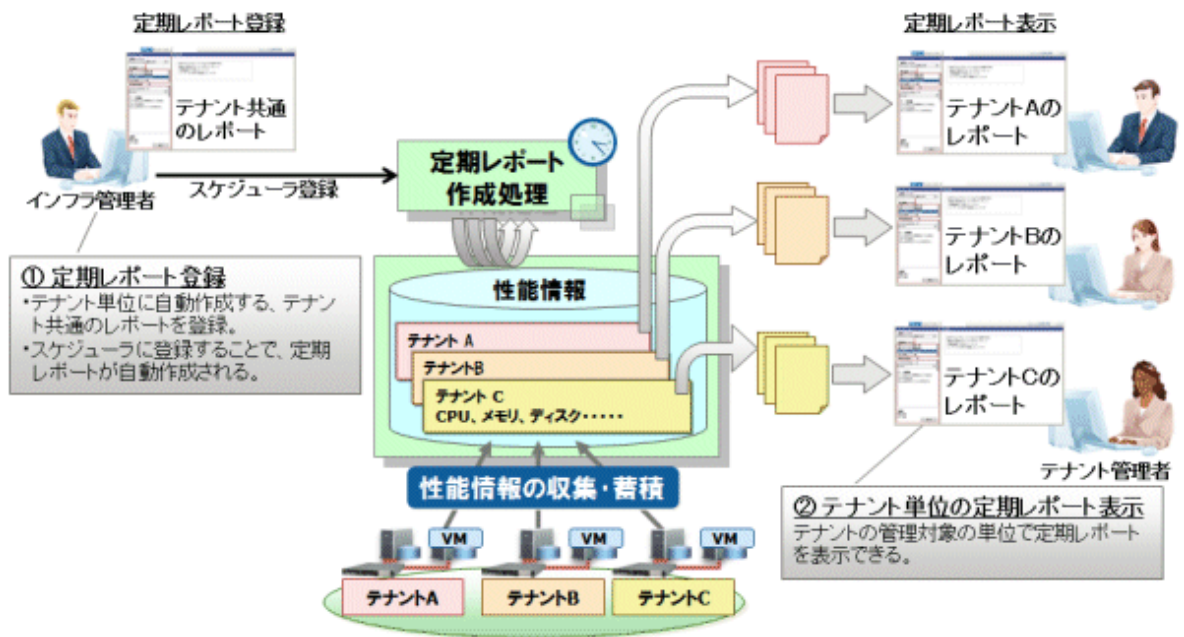 定期レポート登録
テナント共通
のレポート
インフラ管理者
スケジューラ登録
定期レポート
作成処理
① 定期レポート登録
・テナント単位に自動作成する、テナン
ト共通のレポートを登録。
・スケジューラに登録することで、定期
レポートが自動作成される。
性能情報
テナント A
テナントB
テナント C
CPU、メモリ、ディスク・・・・・
性能情報の収集・蓄積
VM
VM
VM
テナントA
テナントB
テナントC
定期レポート表示
テナントAの
レポート
テナントBの
レポート
テナントCの
レポート
テナント管理者
② テナント単位の定期レポート表示
テナントの管理対象の単位で定期レポート
を表示できる。